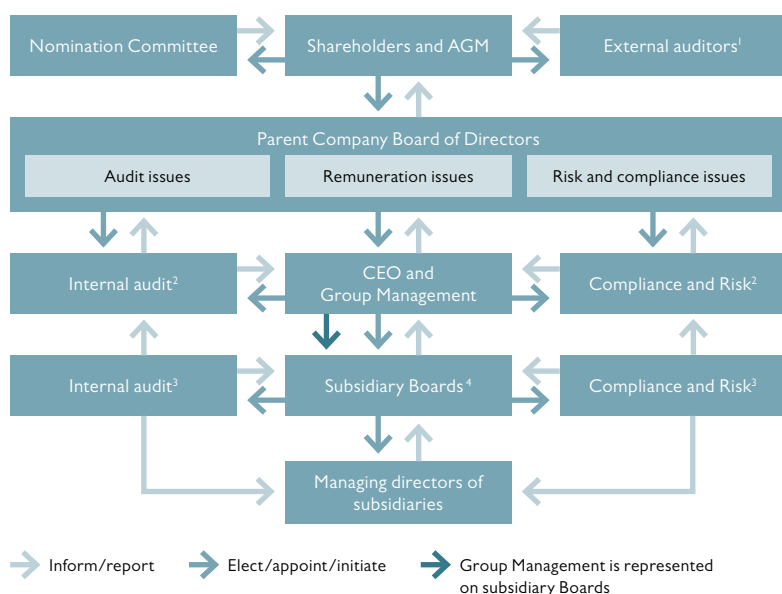 Nomination Committee
Shareholders and AGM
External auditors¹
Parent Company Board of Directors
Audit issues
Remuneration issues
Risk and compliance issues
Internal audit²
CEO and
Group Management
Compliance and Risk²
Internal audit³
Subsidiary Boards⁴
Compliance and Risk³
Managing directors of
subsidiaries
Inform/report
Elect/appoint/initiate
Group Management is represented
on subsidiary Boards